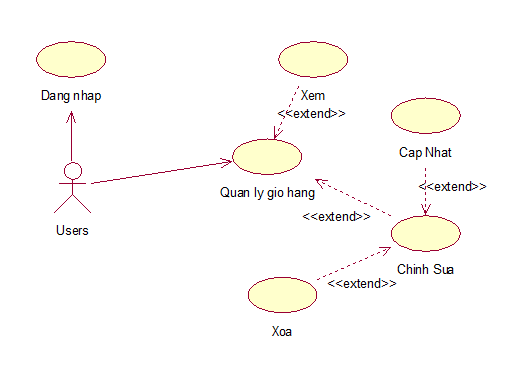 Dang nhap
Xem
<<extend>>
Cap Nhat
Quan ly gio hang
<<extend>>
<<extend>>
Users
Chinh Sua
<<extend>>
Xoa